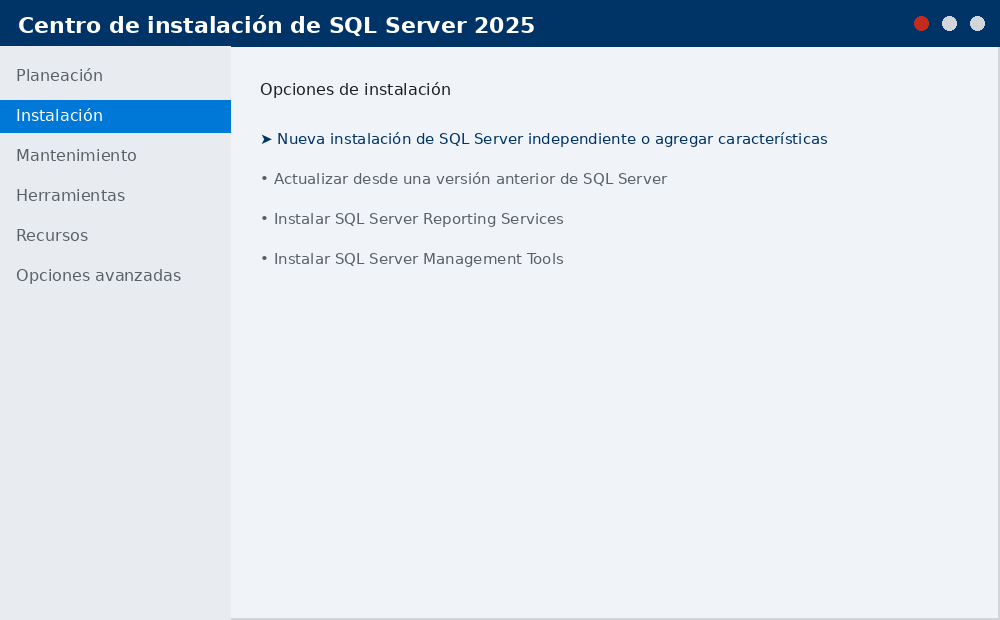 Centro de instalación de SQL Server 2025
Planeación
Instalación
Mantenimiento
Herramientas
Recursos
Opciones avanzadas
Opciones de instalación
➤ Nueva instalación de SQL Server independiente o agregar características
• Actualizar desde una versión anterior de SQL Server
• Instalar SQL Server Reporting Services
• Instalar SQL Server Management Tools